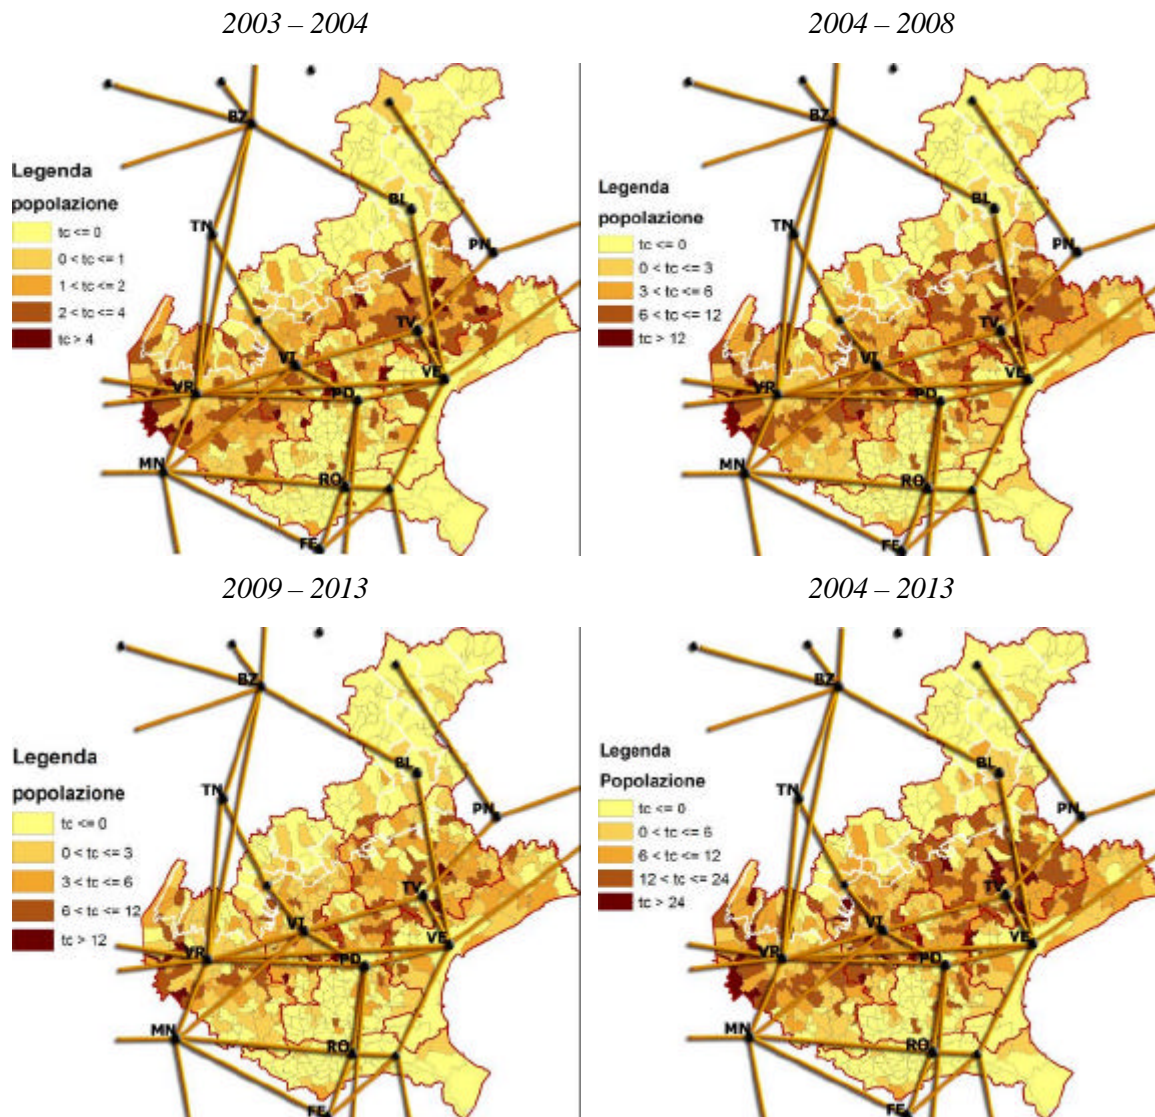 2003 – 2004
2004 – 2008
BZ
BL
TN
PN
TV
VI
VE
VR
PD
MN
RO
FE
Legenda
popolazione
tc <= 0
0 < tc <= 1
1 < tc <= 2
2 < tc <= 4
tc > 4
BZ
BL
TN
PN
TV
VI
VE
VR
PD
MN
RO
FE
Legenda
popolazione
tc <= 0
0 < tc <= 3
3 < tc <= 6
6 < tc <= 12
tc > 12
2009 – 2013
2004 – 2013
BZ
BL
TN
PN
TV
VI
VE
VR
PD
MN
RO
FE
Legenda
popolazione
tc <= 0
0 < tc <= 3
3 < tc <= 6
6 < tc <= 12
tc > 12
BZ
BL
TN
PN
TV
VI
VE
VR
PD
MN
RO
FE
Legenda
Popolazione
tc <= 0
0 < tc <= 6
6 < tc <= 12
12 < tc <= 24
tc > 24